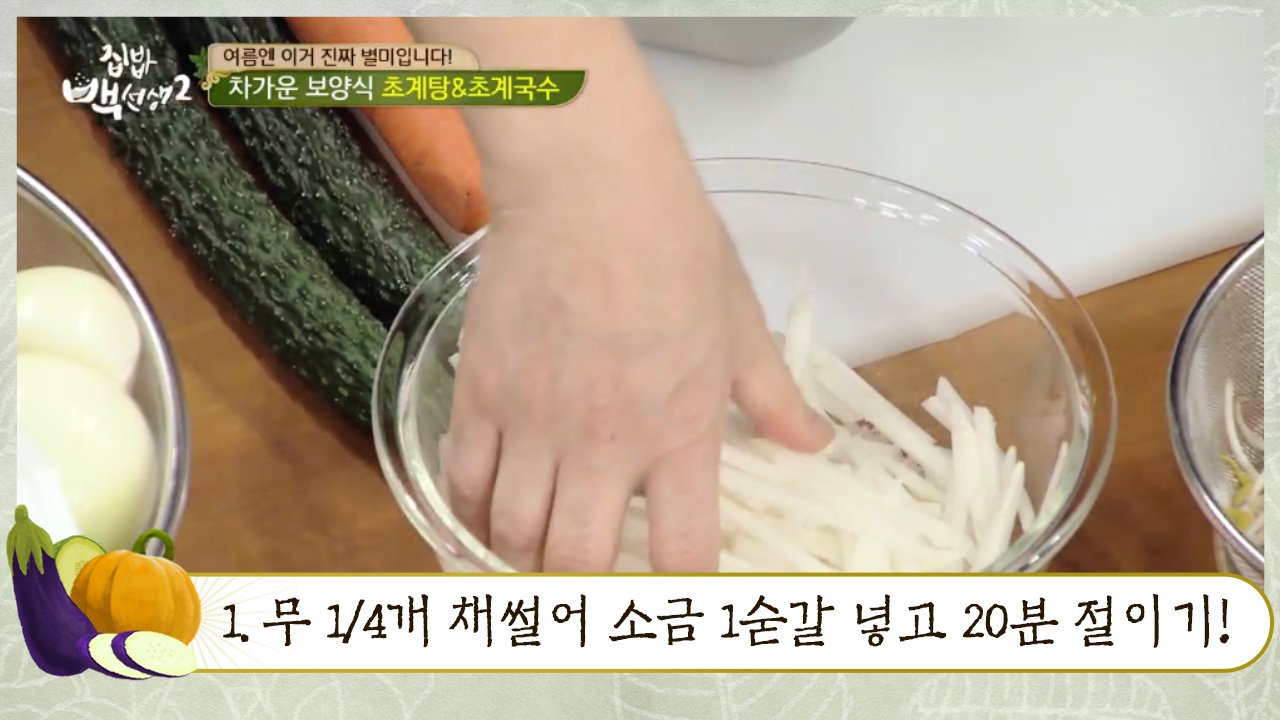 집밥
백선생2
여름엔 이거 진짜 별미입니다!
차가운 보양식 초계탕&초계국수
1. 무 1/4개 채썰어 소금 1숟갈 넣고 20분 절이기!